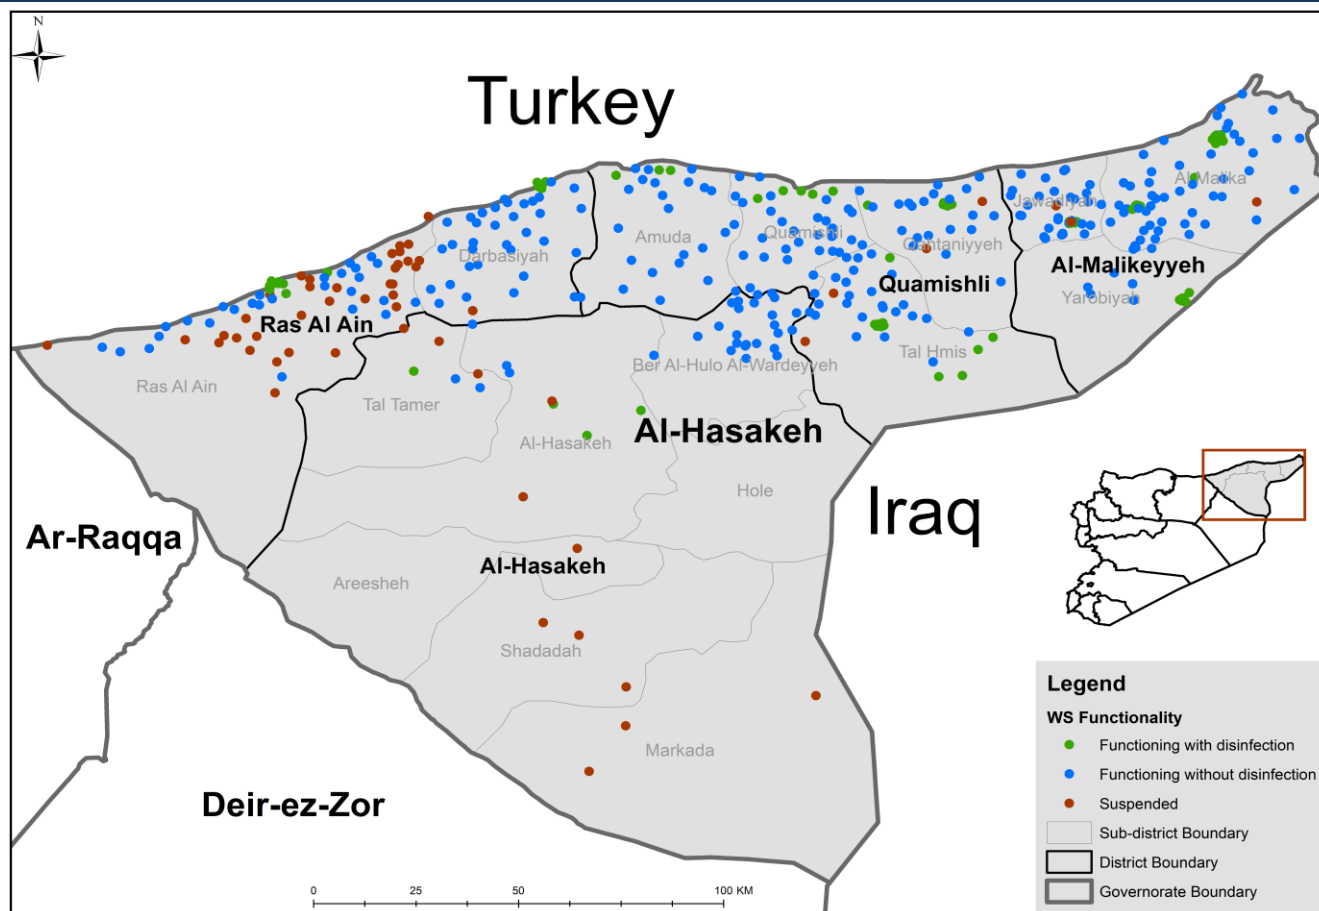 N
Turkey
Al-Malika
Jawadiyah
Quamishli
Amuda
Qahtaniyyeh
Darbasiyah
Al-Malikeyyeh
Quamishli
Yarobiyah
Ras Al Ain
Tal Hmis
Ber Al-Hulo Al-Wardeyyeh
Ras Al Ain
Tal Tamer
Al-Hasakeh
Al-Hasakeh
Hole
Iraq
Ar-Raqqa
Al-Hasakeh
Areesheh
Shadadah
Markada
Deir-ez-Zor
Legend
WS Functionality
Functioning with disinfection
Functioning without disinfection
Suspended
Sub-district Boundary
District Boundary
Governorate Boundary
0 25 50 100 KM